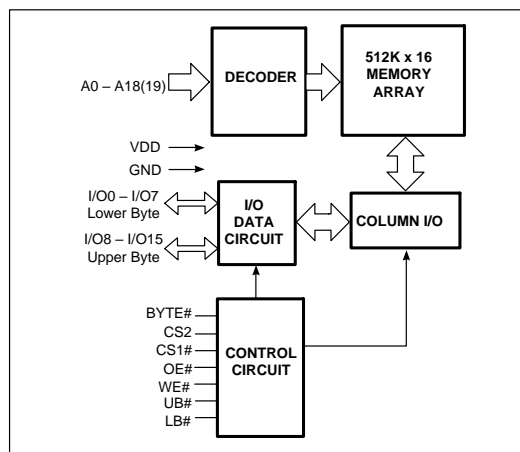 A0 – A18(19)
DECODER
512K x 16
MEMORY
ARRAY
VDD
GND
I/O0 – I/O7
Lower Byte
I/O8 – I/O15
Upper Byte
I/O
DATA
CIRCUIT
COLUMN I/O
BYTE#
CS2
CS1#
OE#
WE#
UB#
LB#
CONTROL
CIRCUIT